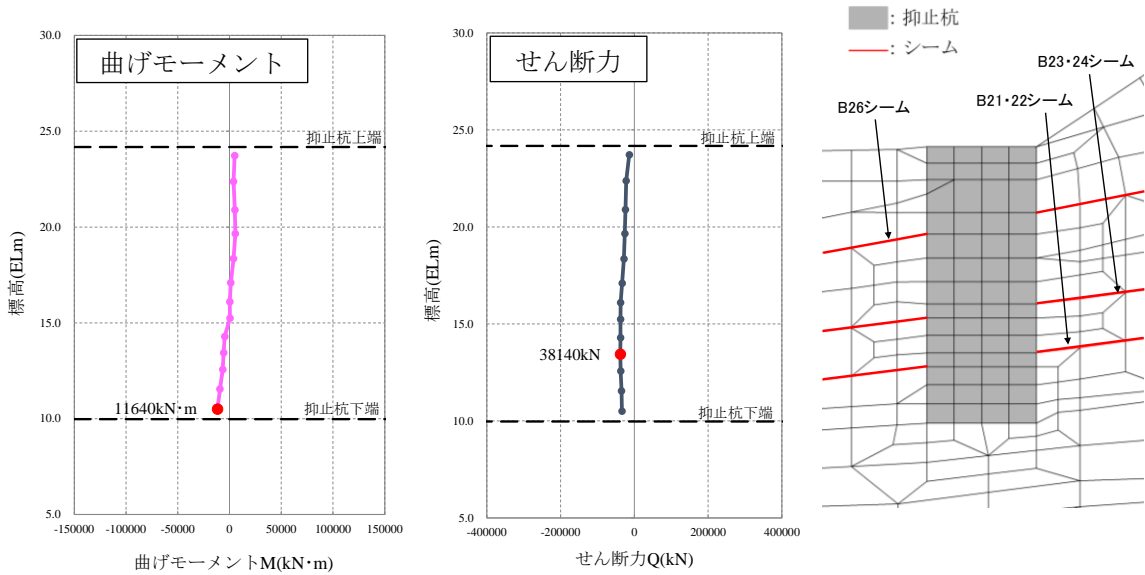 曲げモーメント
30.0
25.0
20.0
15.0
10.0
5.0
標高(ELm)
抑止杭上端
11640kN・m
抑止杭下端
-150000
-100000
-50000
0
50000
100000
150000
曲げモーメントM(kN・m)
せん断力
30.0
25.0
20.0
15.0
10.0
5.0
標高(ELm)
抑止杭上端
38140kN
抑止杭下端
-400000
-200000
0
200000
400000
せん断力Q(kN)
：抑止杭
：シーム
B23・24シーム
B21・22シーム
B26シーム